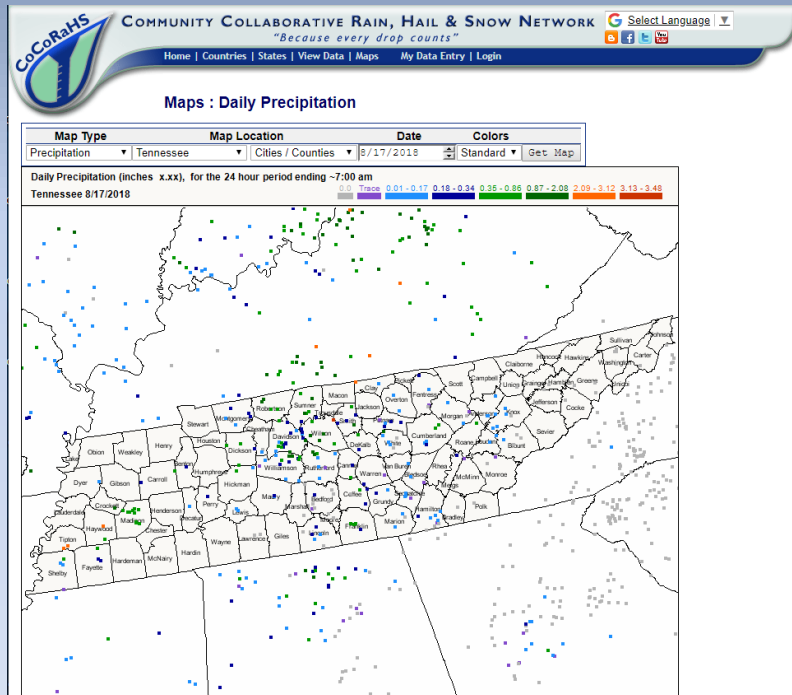 CoCoRaHS
COMMUNITY COLLABORATIVE RAIN, HAIL & SNOW NETWORK
"Because every drop counts"
G Select Language ▼
Home | Countries | States | View Data | Maps My Data Entry | Login
Maps : Daily Precipitation
Map Type Map Location Date Colors
Precipitation Tennessee Cities / Counties 8/17/2018 Standard Get Map
Daily Precipitation (inches x.xx), for the 24 hour period ending ~7:00 am
Tennessee 8/17/2018
0.0 Trace 0.01 - 0.17 0.18 - 0.34 0.35 - 0.86 0.87 - 2.08 2.09 - 3.12 3.13 - 3.48
Johnson
Sullivan
Hancock Hawkins Washington Carter
Claiborne
Campbell Union Grainger Hamblen Greene Unicoi
Scott
Clay Pickett Fentress
Macon Overton
Jefferson
Cocke
Robertson Sumner Jackson
Stewart Montgomery Smith Putnam Morgan Anderson Knox
Cheatham
Houston Davidson Wilson
DeKalb White Cumberland Roane Loudon Blount Sevier
Henry Dickson
Obion Weakley
Lake
Benton Humphreys Williamson Rutherford Cannon Warren Van Buren Bledsoe Rhea McMinn Monroe
Meigs
Dyer Gibson Carroll Hickman
Maury Bedford Coffee Grundy Sequatchie
Perry Lewis Marshall
Lauderdale Crockett Henderson Decatur
Madison Moore Franklin Marion Hamilton Bradley Polk
Haywood Chester
Wayne Lawrence Giles Lincoln
Tipton
Shelby Fayette Hardeman McNairy Hardin